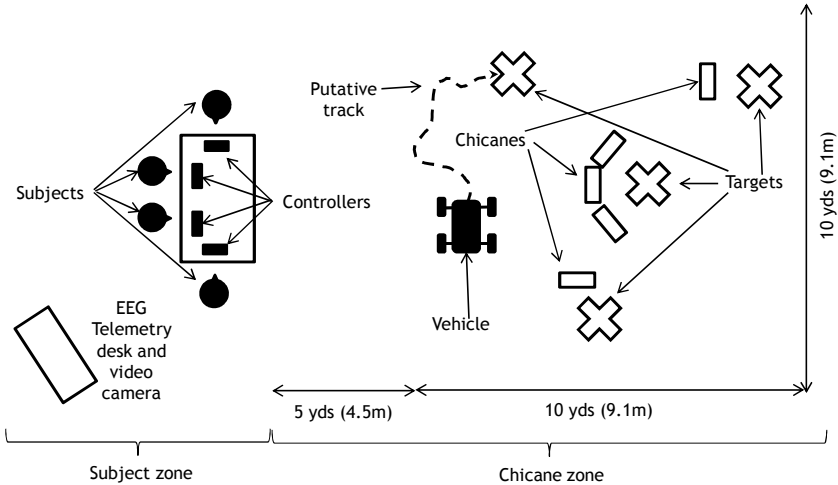 Putative
track
Chicanes
Subjects
Controllers
Targets
10 yds (9.1m)
EEG
Telemetry
desk and
video
camera
Vehicle
5 yds (4.5m)
10 yds (9.1m)
Subject zone
Chicane zone